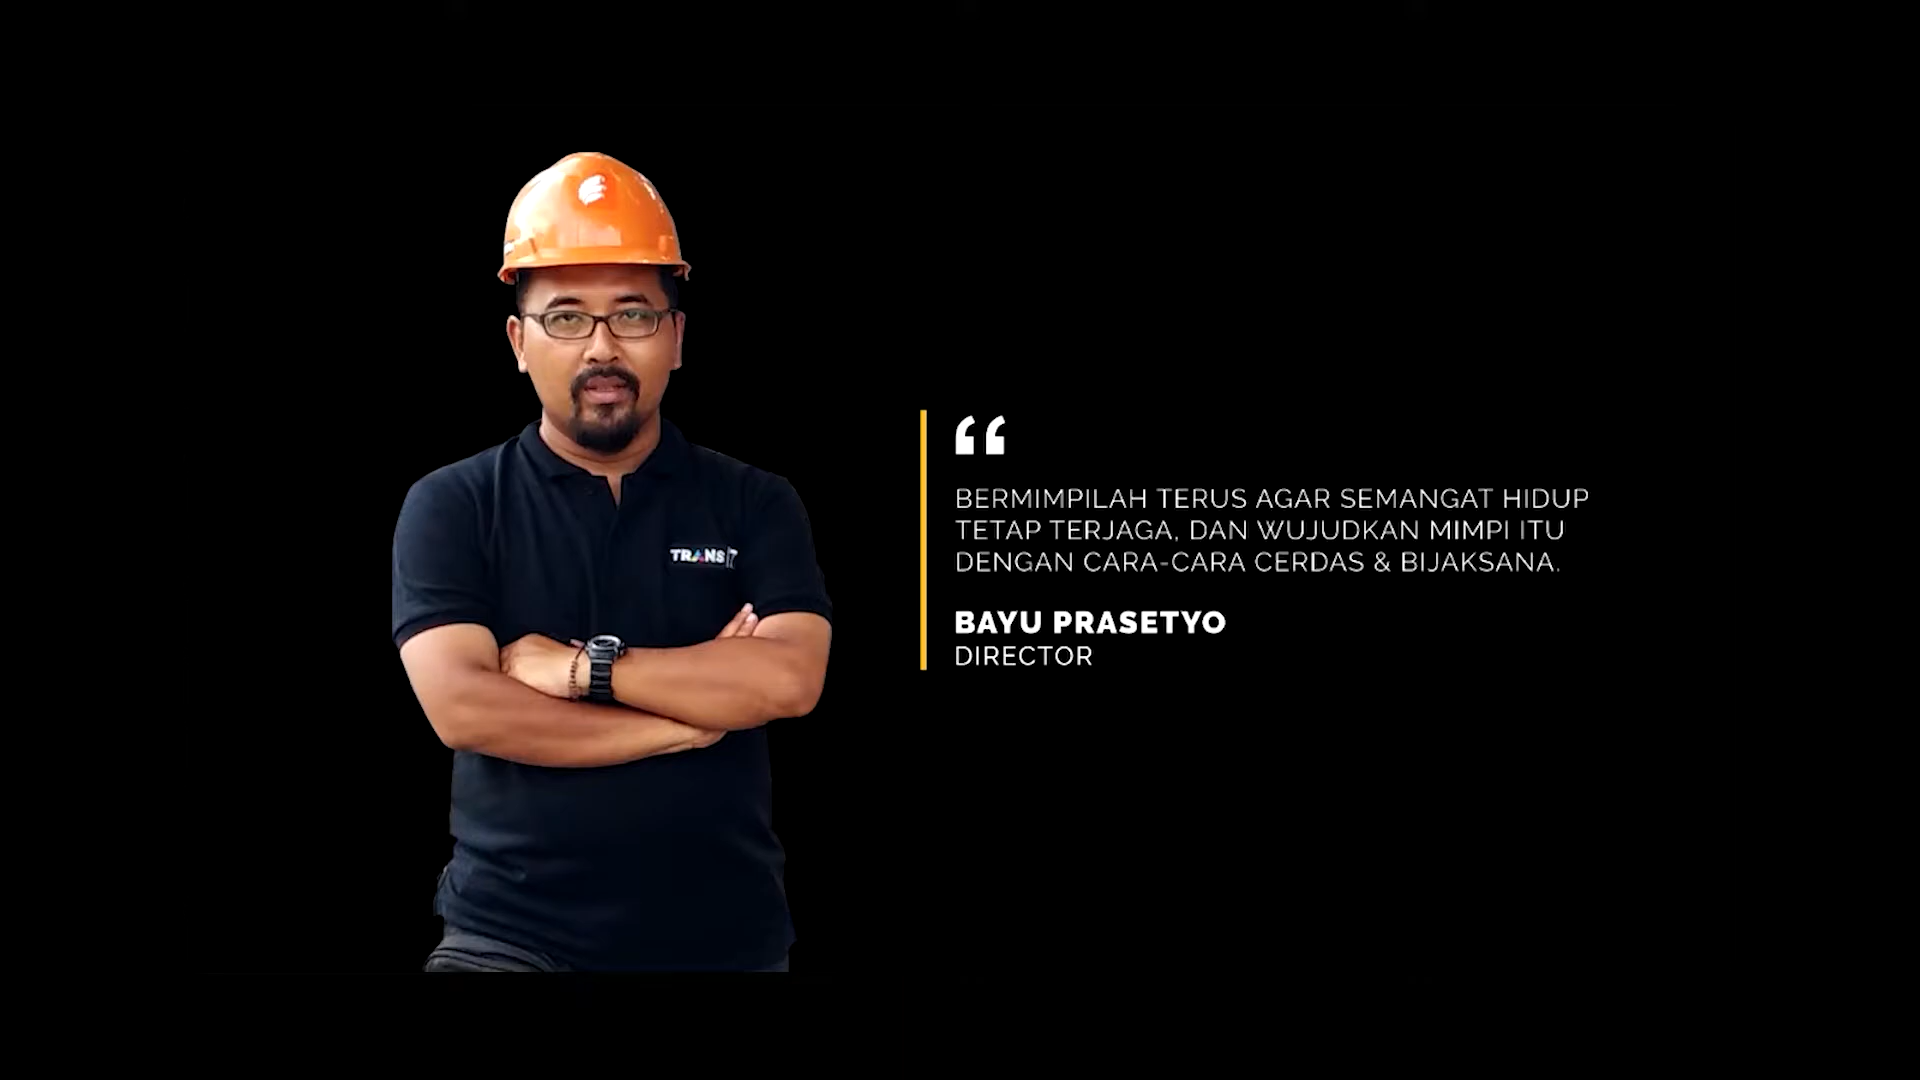 TRANS|7
“
BERMIMPILAH TERUS AGAR SEMANGAT HIDUP
TETAP TERJAGA, DAN WUJUDKAN MIMPI ITU
DENGAN CARA-CARA CERDAS & BIJAKSANA.
BAYU PRASETYO
DIRECTOR